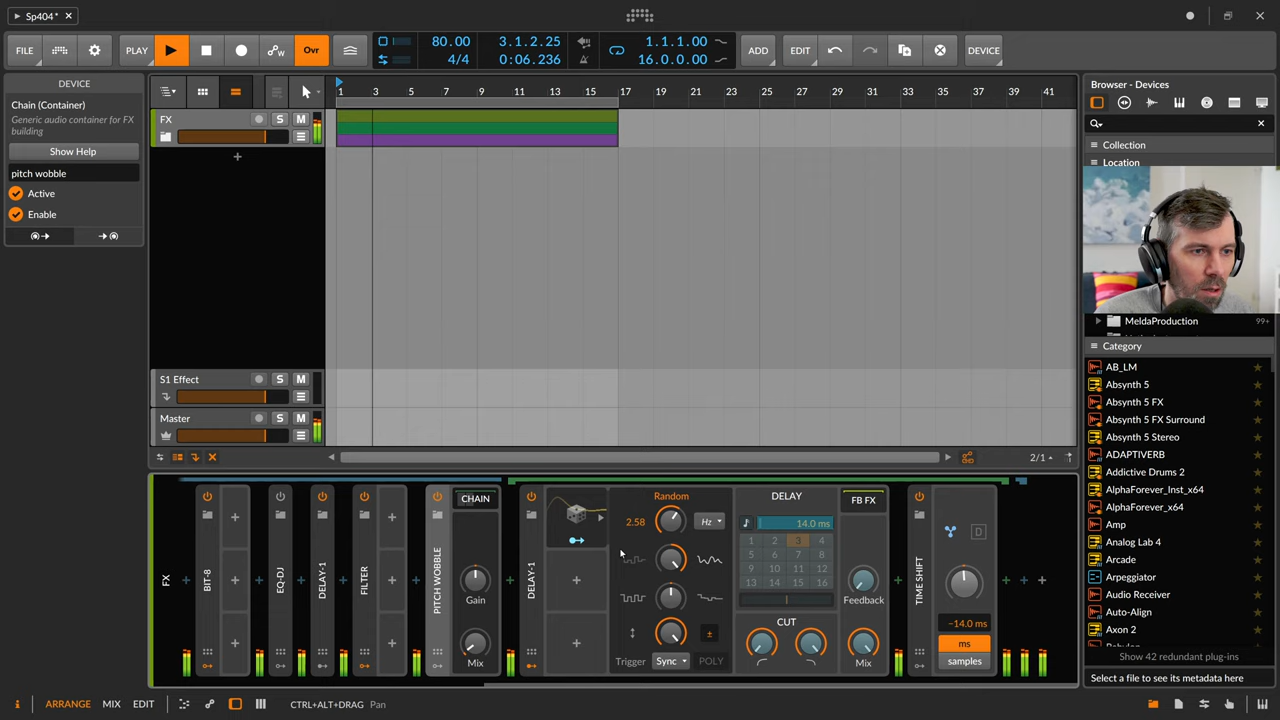 Sp404*
FILE
PLAY
Ovr
80.00
4/4
3.1.2.25
0:06.236
1.1.1.00
16.0.0.00
ADD
EDIT
DEVICE
DEVICE
Chain (Container)
Generic audio container for FX
building
Show Help
pitch wobble
Active
Enable
1 3 5 7 9 11 13 15 17 19 21 23 25 27 29 31 33 35 37 39 41
FX
S
M
S1 Effect
S
M
Master
S
M
2/1
Browser - Devices
Collection
Location
MeldaProduction
99+
Category
AB_LM
Absynth 5
Absynth 5 FX
Absynth 5 FX Surround
Absynth 5 Stereo
ADAPTIVERB
Addictive Drums 2
AlphaForever_Inst_x64
AlphaForever_x64
Amp
Analog Lab 4
Arcade
Arpeggiator
Audio Receiver
Auto-Align
Axon 2
Show 42 redundant plug-ins
Select a file to see its metadata here
FX
BIT-8
EQ-DJ
DELAY-1
FILTER
PITCH WOBBLE
CHAIN
Gain
Mix
DELAY-1
Random
2.58
Hz
Trigger
Sync
POLY
DELAY
14.0 ms
1 2 3 4
5 6 7 8
9 10 11 12
13 14 15 16
CUT
FB FX
Feedback
Mix
TIME SHIFT
D
−14.0 ms
ms
samples
ARRANGE
MIX
EDIT
CTRL+ALT+DRAG
Pan